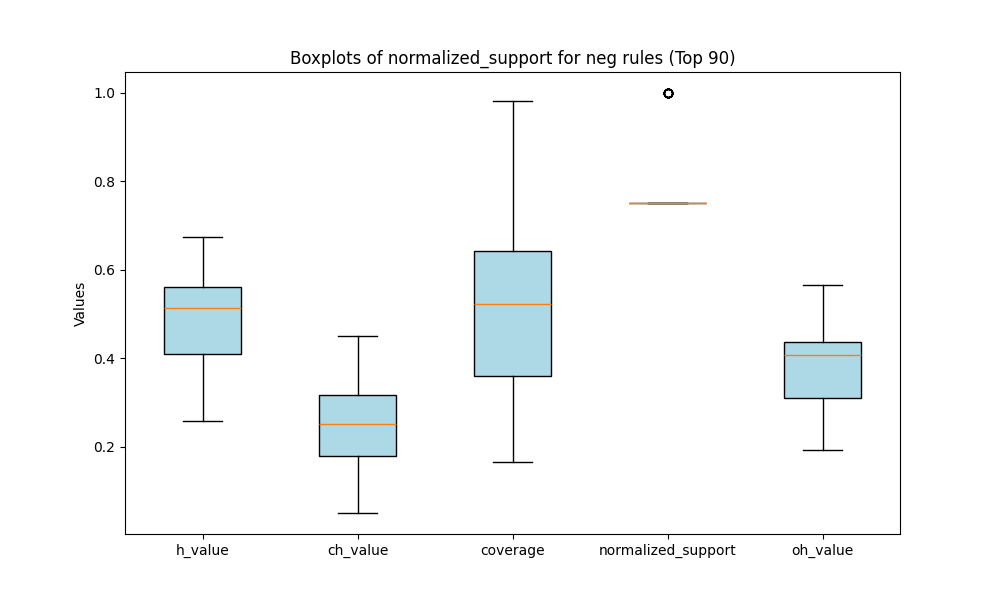 Boxplots of normalized_support for neg rules (Top 90)
Values
1.0
0.8
0.6
0.4
0.2
h_value
ch_value
coverage
normalized_support
oh_value